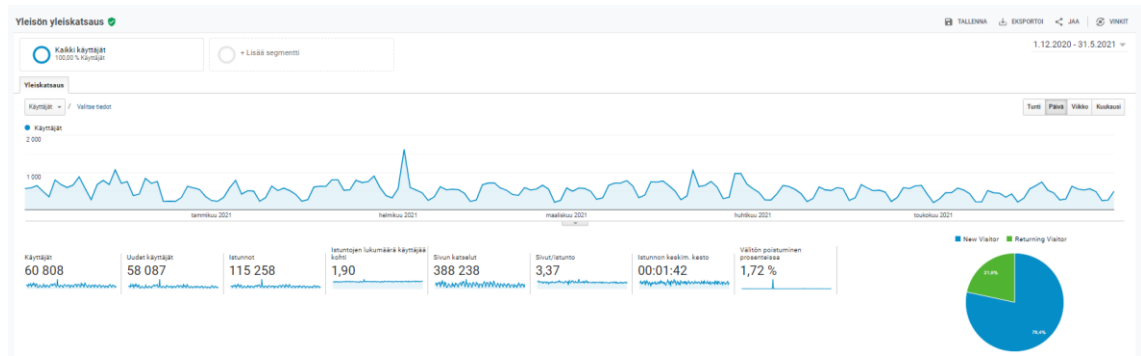 Yleisön yleiskatsaus
TALLENNA EKSPORTOI JAA VINKIT
Kaikki käyttäjät
100,00 % Käyttäjät
+ Lisää segmentti
1.12.2020 - 31.5.2021
Yleiskatsaus
Käyttäjät / Valitse tiedot
Tunti Päivä Viikko Kuukausi
Käyttäjät
2 000
1 000
tammikuu 2021 helmikuu 2021 maaliskuu 2021 huhtikuu 2021 toukokuu 2021
New Visitor Returning Visitor
Käyttäjät
60 808
Uudet käyttäjät
58 087
Istunnot
115 258
Istuntojen lukumäärä käyttäjää
kohti
1,90
Sivun katselut
388 238
Sivut/istunto
3,37
Istunnon keskim. kesto
00:01:42
Välitön poistuminen
prosentteina
1,72 %
21,6%
78,4%